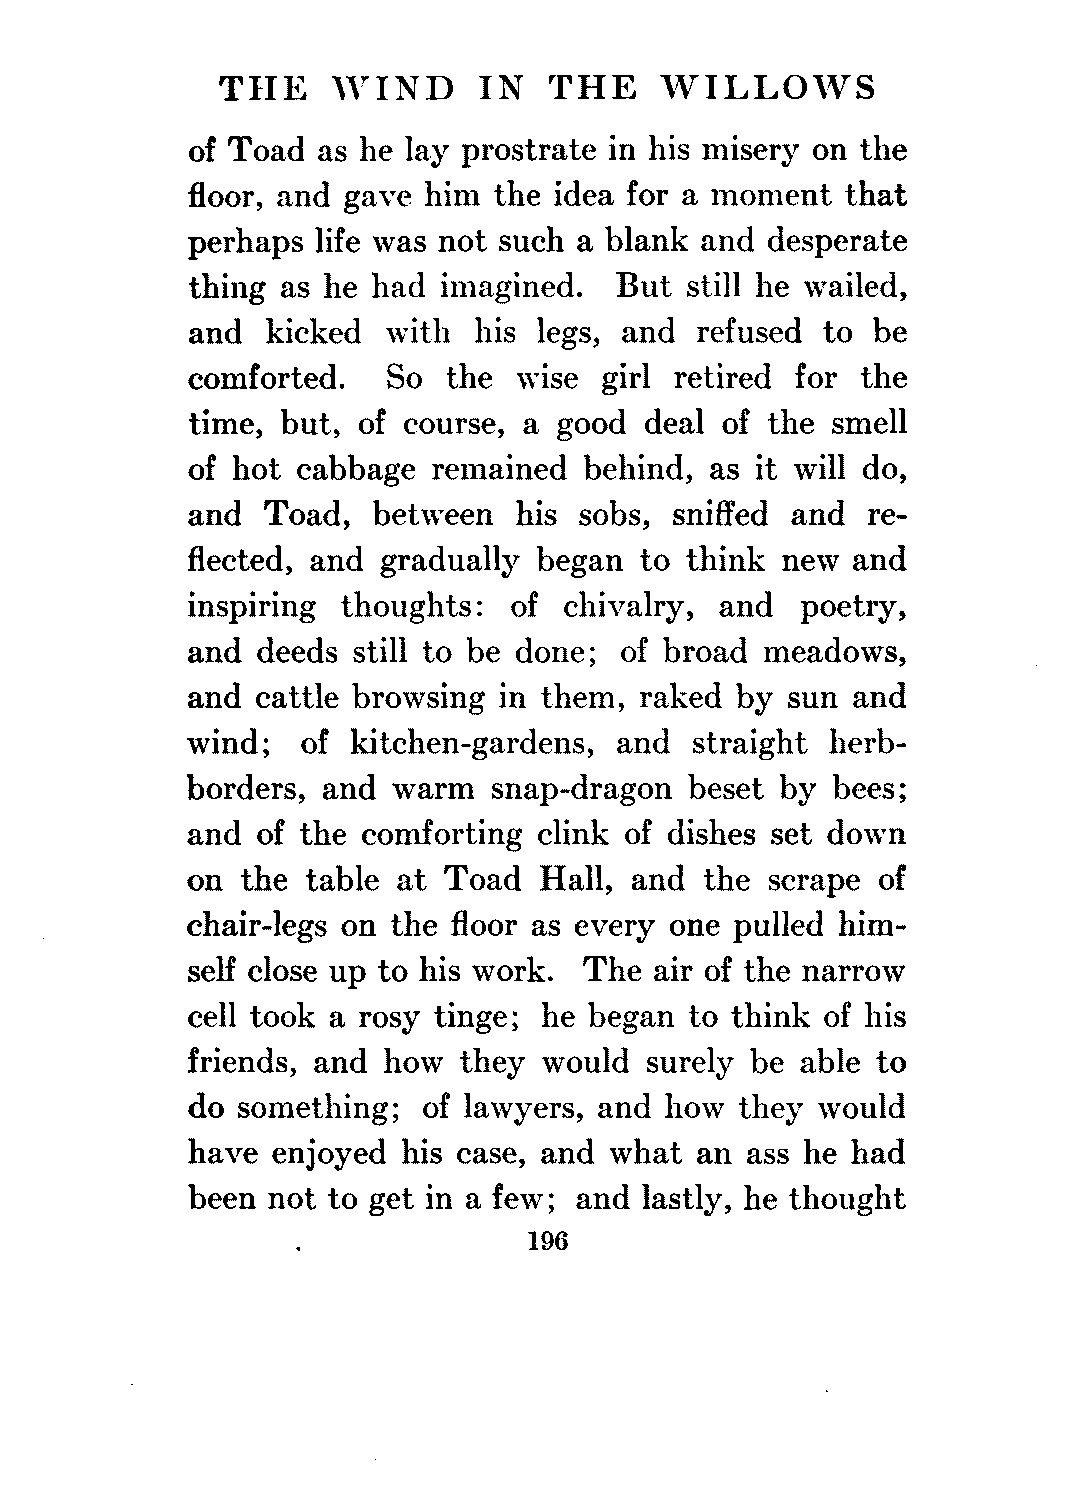 THE WIND IN THE WILLOWS
of Toad as he lay prostrate in his misery on the
floor, and gave him the idea for a moment that
perhaps life was not such a blank and desperate
thing as he had imagined. But still he wailed,
and kicked with his legs, and refused to be
comforted. So the wise girl retired for the
time, but, of course, a good deal of the smell
of hot cabbage remained behind, as it will do,
and Toad, between his sobs, sniffed and re-
flected, and gradually began to think new and
inspiring thoughts: of chivalry, and poetry,
and deeds still to be done; of broad meadows,
and cattle browsing in them, raked by sun and
wind; of kitchen-gardens, and straight herb-
borders, and warm snap-dragon beset by bees;
and of the comforting clink of dishes set down
on the table at Toad Hall, and the scrape of
chair-legs on the floor as every one pulled him-
self close up to his work. The air of the narrow
cell took a rosy tinge; he began to think of his
friends, and how they would surely be able to
do something; of lawyers, and how they would
have enjoyed his case, and what an ass he had
been not to get in a few; and lastly, he thought
196